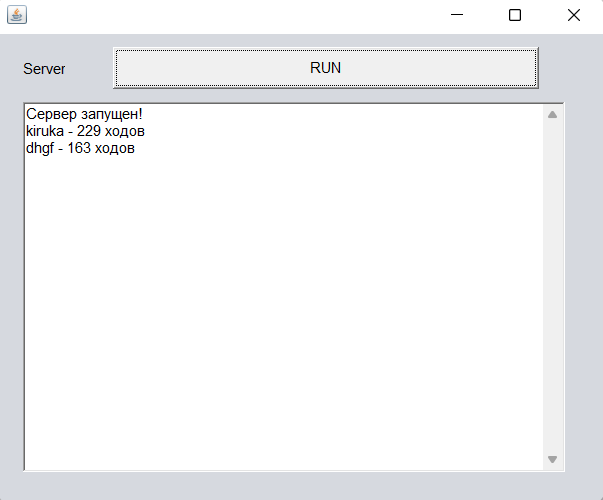 Server
RUN
Сервер запущен!
kiruka - 229 ходов
dhgf - 163 ходов